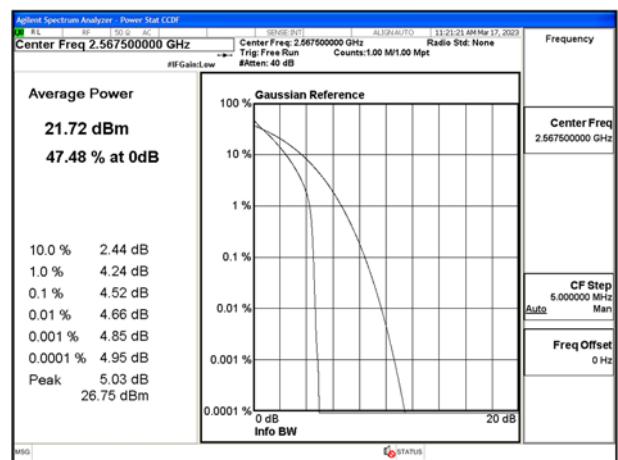 Agilent Spectrum Analyzer - Power Stat CCDF
RL RF 50 Ω AC SENSE:INT ALIGNAUTO 11:21:21 AM Mar 17, 2023
Center Freq 2.567500000 GHz
Center Freq: 2.567500000 GHz Radio Std: None
Trig: Free Run Counts:1.00 M/1.00 Mpt
#IFGain:Low #Atten: 40 dB
Frequency
Average Power
21.72 dBm
47.48 % at 0dB
10.0 % 2.44 dB
1.0 % 4.24 dB
0.1 % 4.52 dB
0.01 % 4.66 dB
0.001 % 4.85 dB
0.0001 % 4.95 dB
Peak 5.03 dB
26.75 dBm
Gaussian Reference
100 %
10 %
1 %
0.1 %
0.01 %
0.001 %
0.0001 %
0 dB 20 dB
Info BW
Center Freq
2.567500000 GHz
CF Step
5.000000 MHz
Auto Man
Freq Offset
0 Hz
MSG STATUS